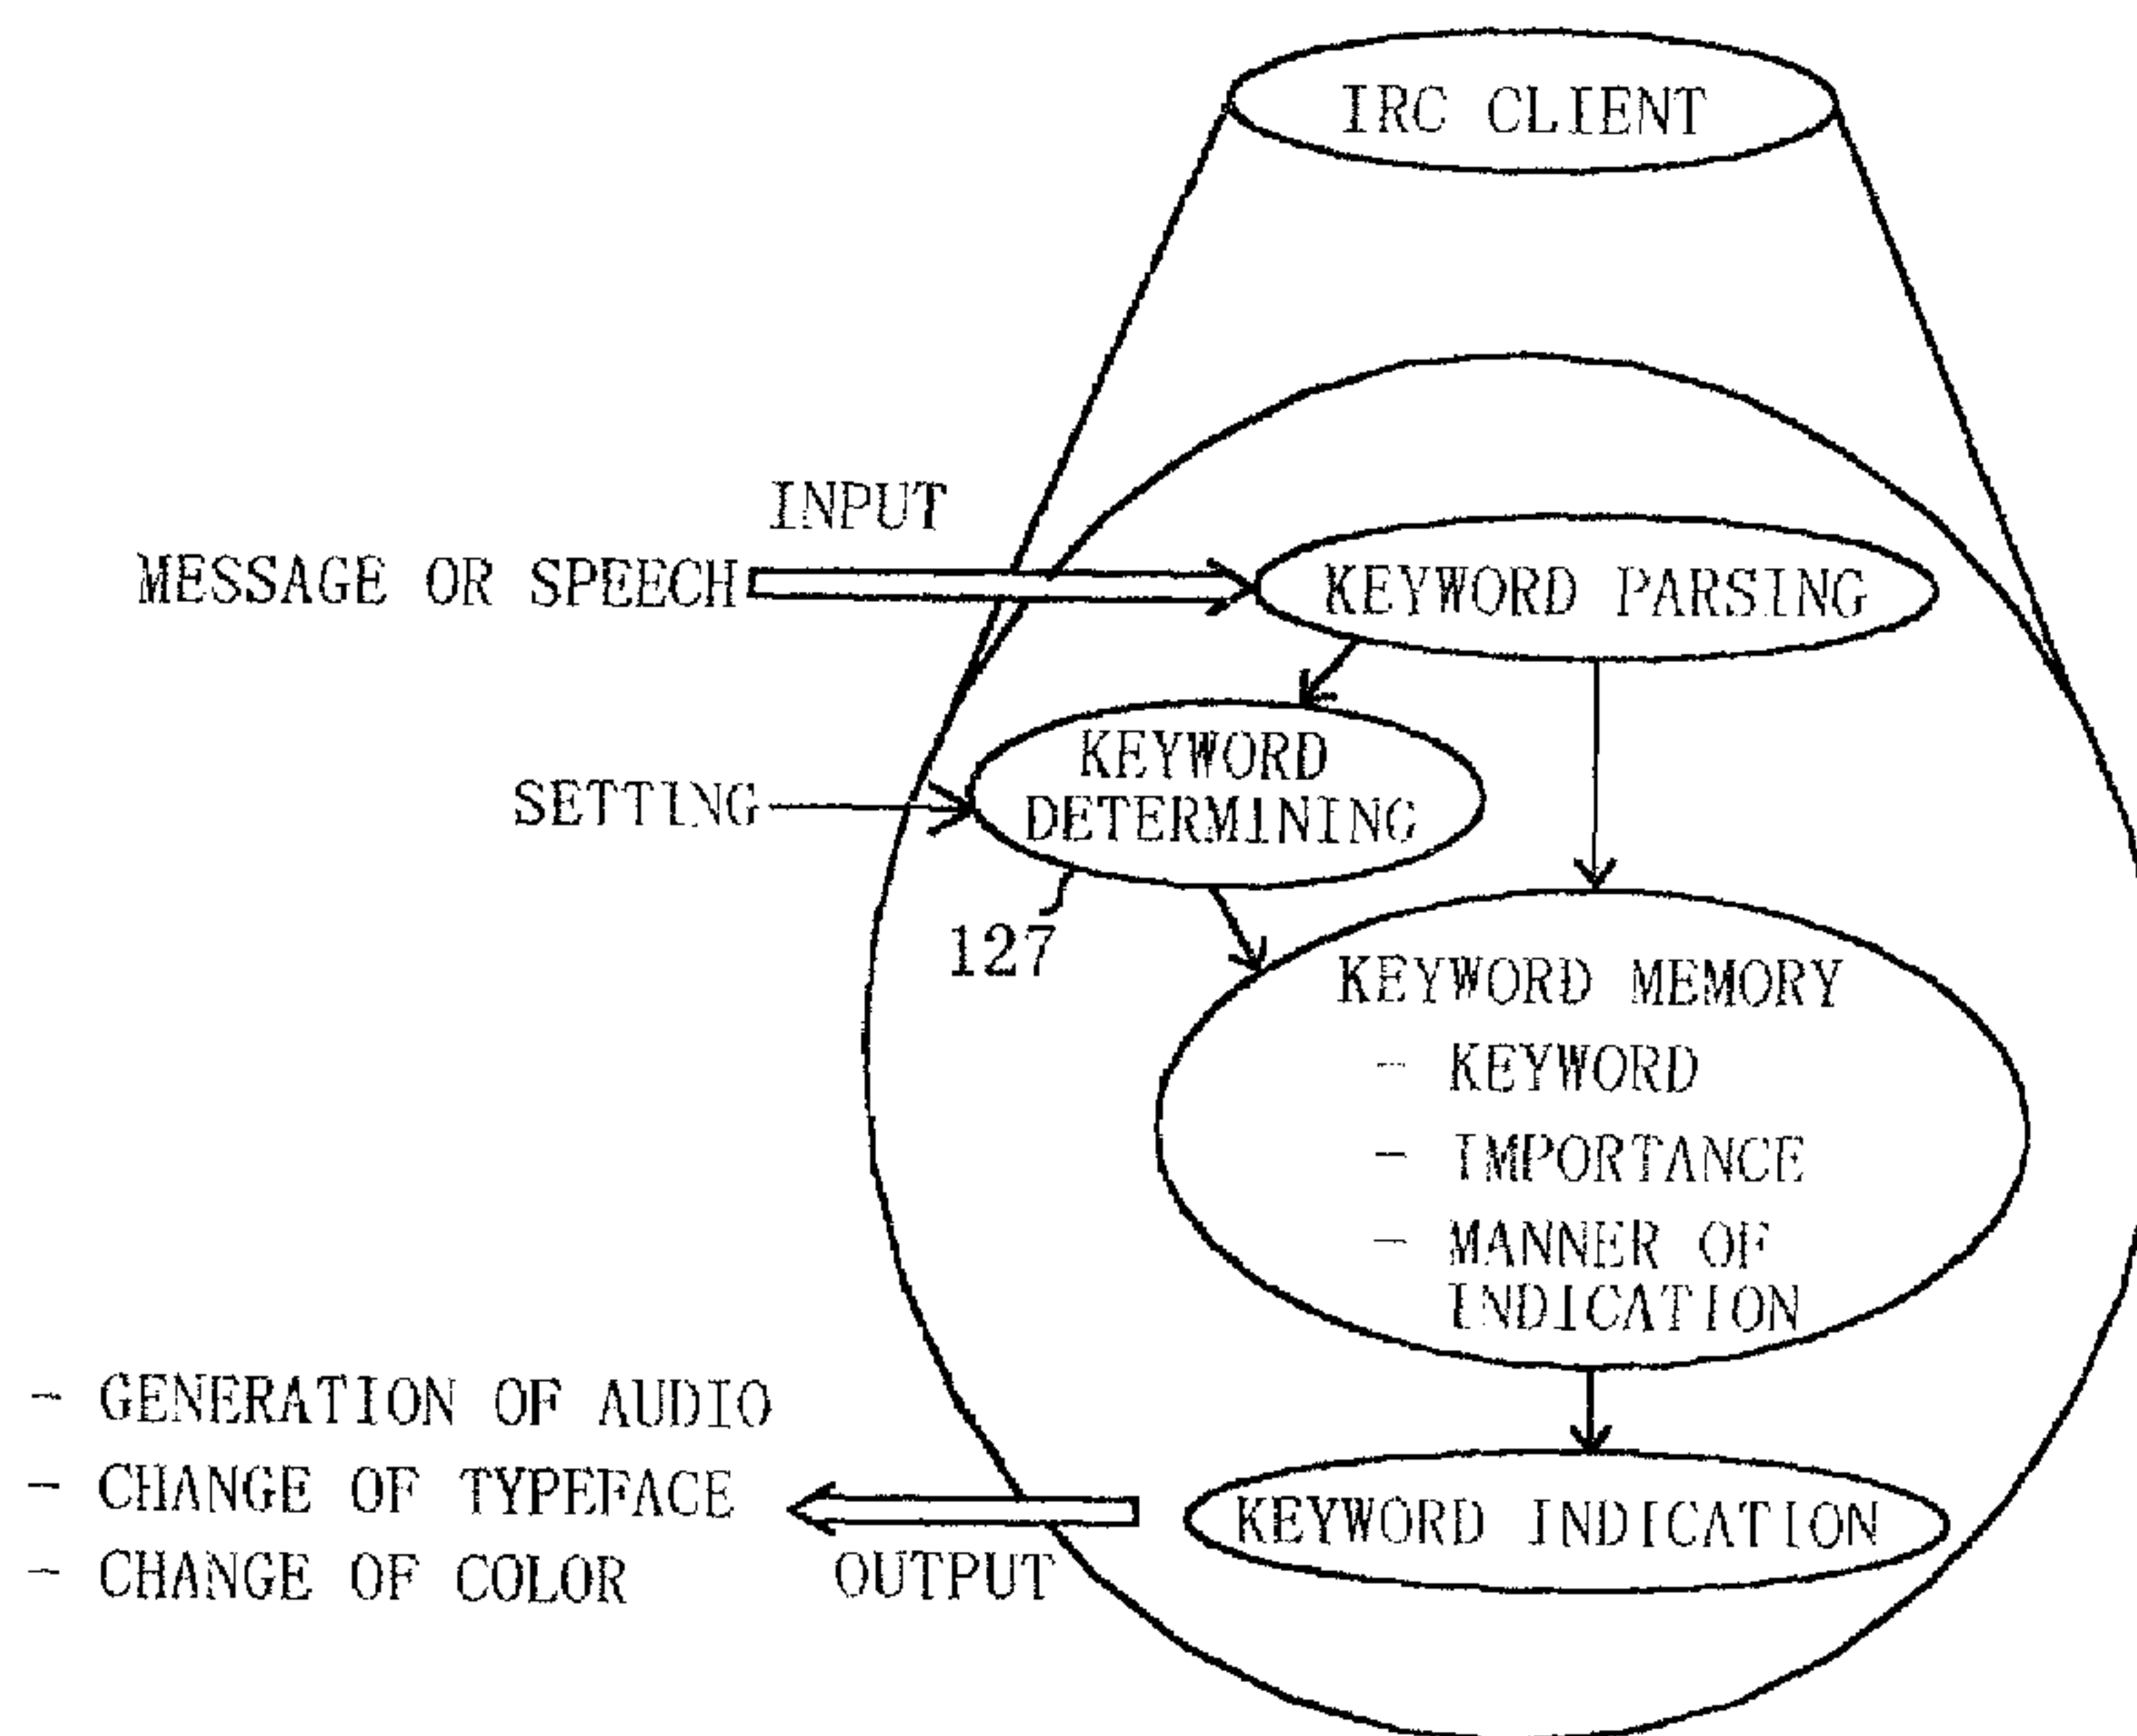 IRC CLIENT
INPUT
MESSAGE OR SPEECH
KEYWORD PARSING
KEYWORD
DETERMINING
SETTING
127
KEYWORD MEMORY
- KEYWORD
- IMPORTANCE
- MANNER OF
INDICATION
- GENERATION OF AUDIO
- CHANGE OF TYPEFACE
- CHANGE OF COLOR
OUTPUT
KEYWORD INDICATION